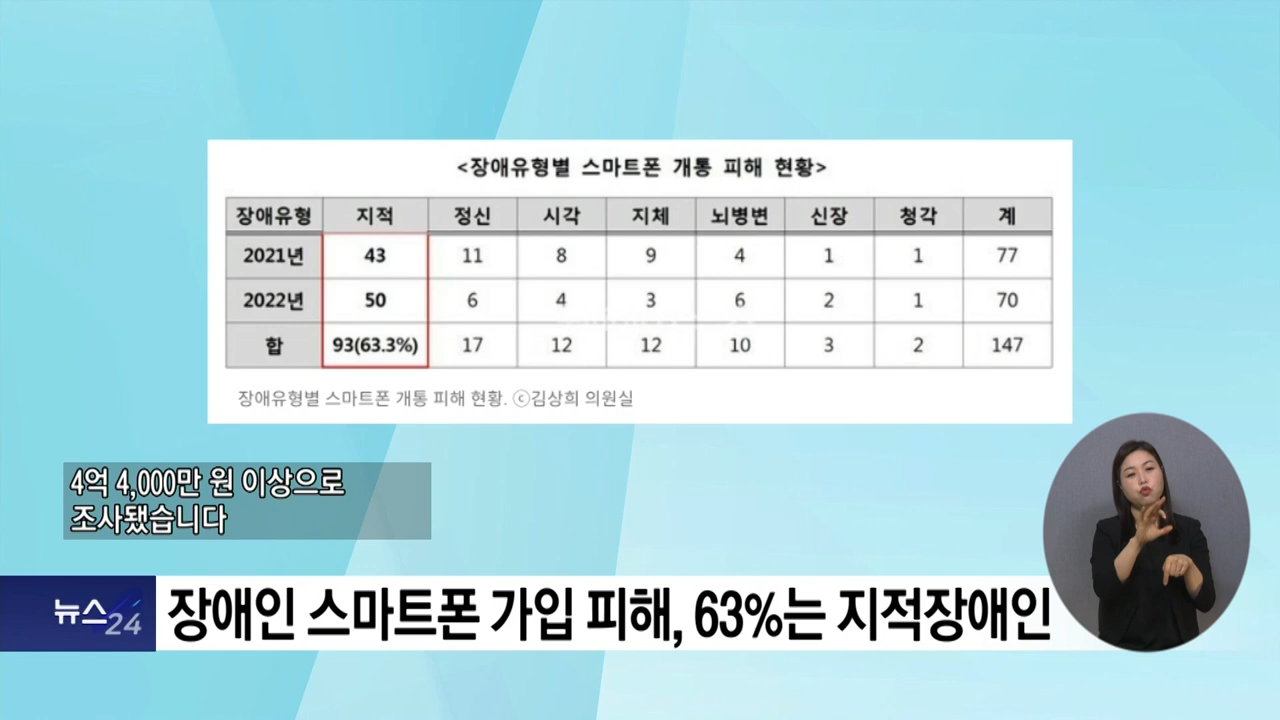 <장애유형별 스마트폰 개통 피해 현황>
장애유형 지적 정신 시각 지체 뇌병변 신장 청각 계
2021년 43 11 8 9 4 1 1 77
2022년 50 6 4 3 6 2 1 70
합 93(63.3%) 17 12 12 10 3 2 147
장애유형별 스마트폰 개통 피해 현황. ⓒ김상희 의원실
4억 4,000만 원 이상으로
조사됐습니다
뉴스24 장애인 스마트폰 가입 피해, 63%는 지적장애인